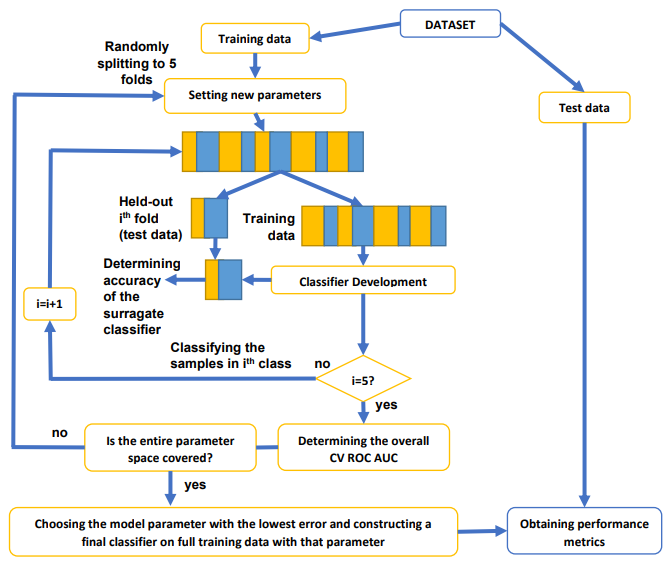 DATASET
Training data
Randomly
splitting to 5
folds
Setting new parameters
Test data
Held-out
ith fold
(test data)
Training
data
Determining
accuracy
of the
surragate
classifier
Classifier Development
i=i+1
Classifying the
samples in ith class
no
i=5?
yes
no
Is the entire parameter
space covered?
Determining the overall
CV ROC AUC
yes
Choosing the model parameter with the lowest error and constructing a
final classifier on full training data with that parameter
Obtaining performance
metrics